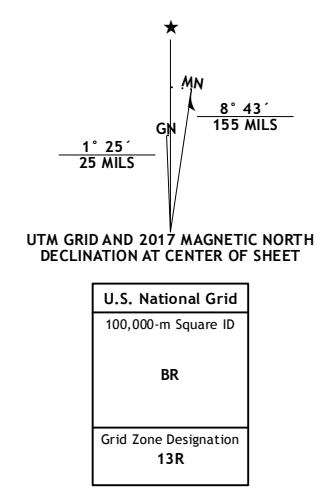 MN
GN
8° 43´
155 MILS
1° 25´
25 MILS
UTM GRID AND 2017 MAGNETIC NORTH
DECLINATION AT CENTER OF SHEET
U.S. National Grid
100,000-m Square ID
BR
Grid Zone Designation
13R